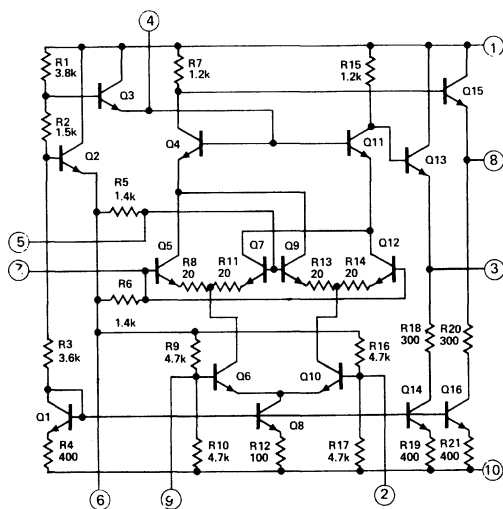 4
R1
3.8k
R7
1.2k
R15
1.2k
1
Q3
Q15
R2
1.5k
Q2
Q4
Q11
Q13
8
R5
1.4k
5
Q5
R8
20
R11
20
Q7
Q9
R13
20
R14
20
Q12
7
3
R6
1.4k
R3
3.6k
R9
4.7k
R16
4.7k
R18
300
R20
300
Q6
Q10
Q1
Q8
Q14
Q16
R4
400
R10
4.7k
R12
100
R17
4.7k
R19
400
R21
400
10
6
9
2